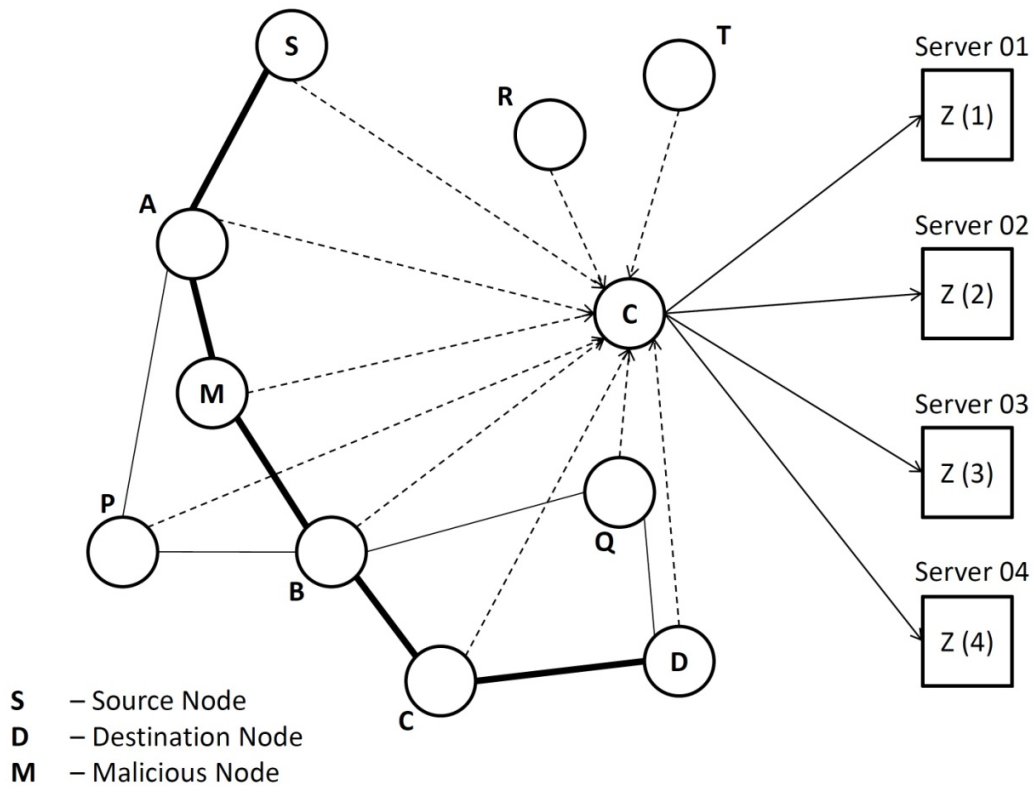 S
T
Server 01
R
Z (1)
A
Server 02
C
Z (2)
M
Server 03
Z (3)
P
Q
B
Server 04
Z (4)
D
C
S – Source Node
D – Destination Node
M – Malicious Node